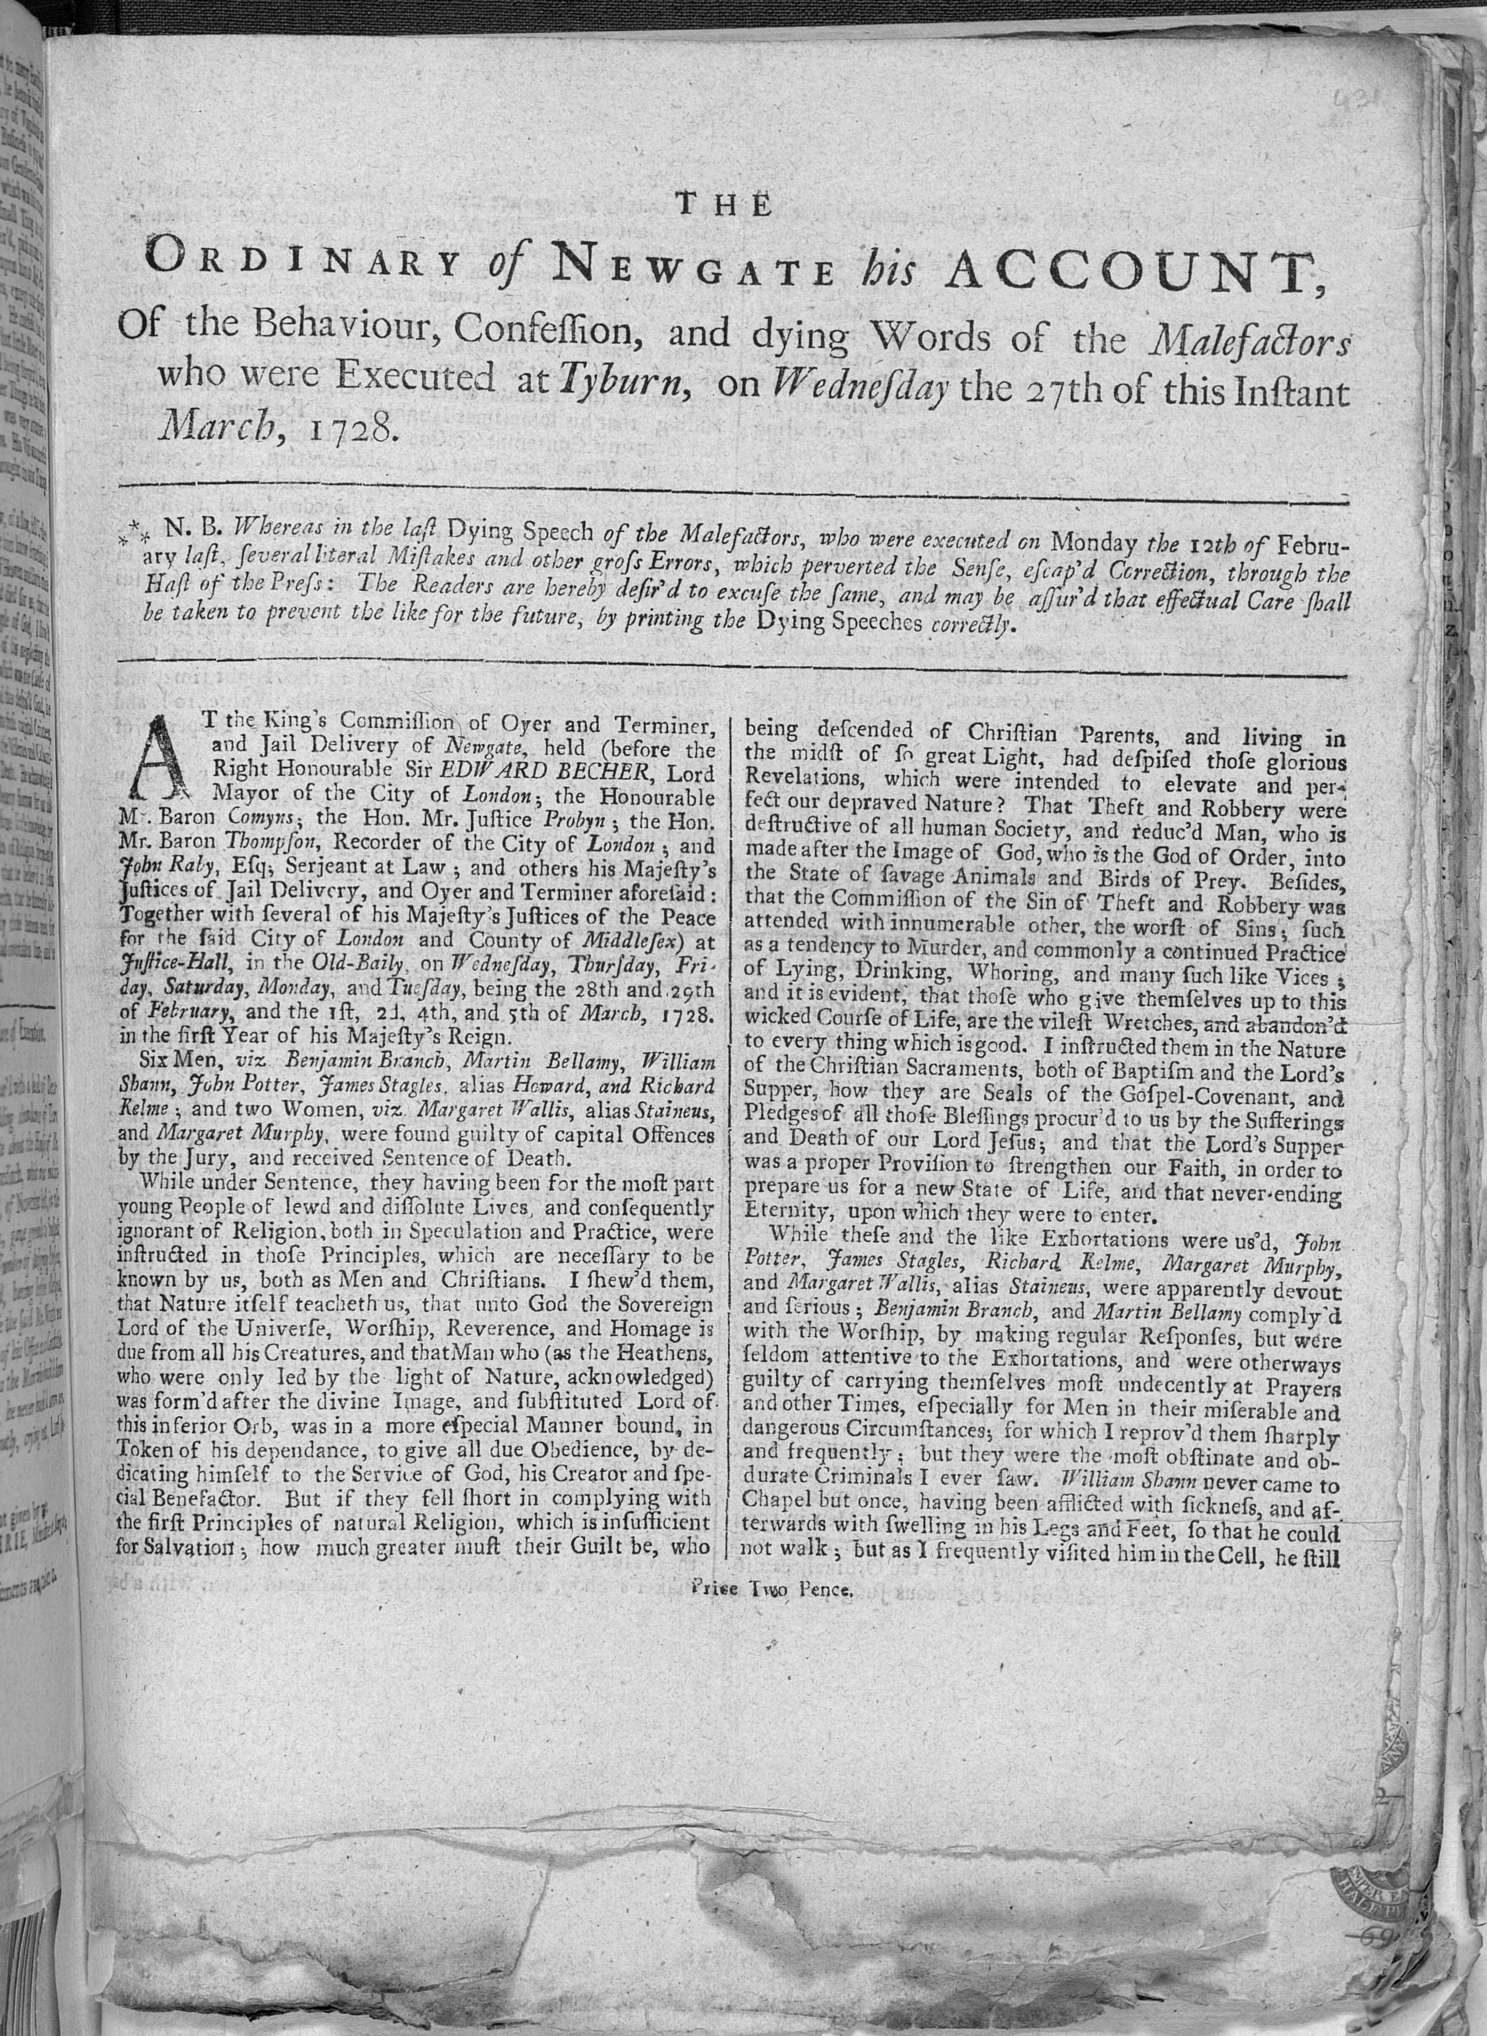 THE
ORDINARY of NEWGATE his ACCOUNT,
Of the Behaviour, Confeſſion, and dying Words of the Malefactors
who were Executed at Tyburn, on Wedneſday the 27th of this Inſtant
March, 1728.
*** N. B. Whereas in the laſt Dying Speech of the Malefactors, who were executed on Monday the 12th of Febru-
ary laſt, ſeveral literal Miſtakes and other groſs Errors, which perverted the Senſe, eſcap'd Correction, through the
Haſt of the Preſs: The Readers are hereby deſir'd to excuſe the ſame, and may be aſſur'd that effectual Care ſhall
be taken to prevent the like for the future, by printing the Dying Speeches correctly.
AT the King's Commiſſion of Oyer and Terminer,
and Jail Delivery of Newgate, held (before the
Right Honourable Sir EDWARD BECHER, Lord
Mayor of the City of London; the Honourable
Mr. Baron Comyns; the Hon. Mr. Juſtice Probyn; the Hon.
Mr. Baron Thompſon, Recorder of the City of London; and
John Raby, Eſq; Serjeant at Law; and others his Majeſty's
Juſtices of Jail Delivery, and Oyer and Terminer aforeſaid:
Together with ſeveral of his Majeſty's Juſtices of the Peace
for the ſaid City of London and County of Middleſex) at
Juſtice-Hall, in the Old-Baily, on Wedneſday, Thurſday, Fri-
day, Saturday, Monday, and Tueſday, being the 28th and 29th
of February, and the 1ſt, 2d, 4th, and 5th of March, 1728.
in the firſt Year of his Majeſty's Reign.
Six Men, viz. Benjamin Branch, Martin Bellamy, William
Shann, John Potter, James Stagles, alias Howard, and Richard
Kelme; and two Women, viz. Margaret Wallis, alias Staineus,
and Margaret Murphy, were found guilty of capital Offences
by the Jury, and received Sentence of Death.
While under Sentence, they having been for the moſt part
young People of lewd and diſſolute Lives, and conſequently
ignorant of Religion, both in Speculation and Practice, were
inſtructed in thoſe Principles, which are neceſſary to be
known by us, both as Men and Chriſtians. I ſhew'd them,
that Nature itſelf teacheth us, that unto God the Sovereign
Lord of the Univerſe, Worſhip, Reverence, and Homage is
due from all his Creatures, and that Man who (as the Heathens,
who were only led by the light of Nature, acknowledged)
was form'd after the divine Image, and ſubſtituted Lord of
this inferior Orb, was in a more eſpecial Manner bound, in
Token of his dependance, to give all due Obedience, by de-
dicating himſelf to the Service of God, his Creator and ſpe-
cial Benefactor. But if they fell ſhort in complying with
the firſt Principles of natural Religion, which is inſufficient
for Salvation; how much greater muſt their Guilt be, who
being deſcended of Chriſtian Parents, and living in
the midſt of ſo great Light, had deſpiſed thoſe glorious
Revelations, which were intended to elevate and per-
fect our depraved Nature? That Theft and Robbery were
deſtructive of all human Society, and reduc'd Man, who is
made after the Image of God, who is the God of Order, into
the State of ſavage Animals and Birds of Prey. Beſides,
that the Commiſſion of the Sin of Theft and Robbery was
attended with innumerable other, the worſt of Sins; ſuch
as a tendency to Murder, and commonly a continued Practice
of Lying, Drinking, Whoring, and many ſuch like Vices;
and it is evident, that thoſe who give themſelves up to this
wicked Courſe of Life, are the vileſt Wretches, and abandon'd
to every thing which is good. I inſtructed them in the Nature
of the Chriſtian Sacraments, both of Baptiſm and the Lord's
Supper, how they are Seals of the Goſpel-Covenant, and
Pledges of all thoſe Bleſſings procur'd to us by the Sufferings
and Death of our Lord Jeſus; and that the Lord's Supper
was a proper Proviſion to ſtrengthen our Faith, in order to
prepare us for a new State of Life, and that never-ending
Eternity, upon which they were to enter.
While theſe and the like Exhortations were us'd, John
Potter, James Stagles, Richard Kelme, Margaret Murphy,
and Margaret Wallis, alias Staineus, were apparently devout
and ſerious; Benjamin Branch, and Martin Bellamy comply'd
with the Worſhip, by making regular Reſponſes, but were
ſeldom attentive to the Exhortations, and were otherways
guilty of carrying themſelves moſt undecently at Prayers
and other Times, eſpecially for Men in their miſerable and
dangerous Circumſtances; for which I reprov'd them ſharply
and frequently; but they were the moſt obſtinate and ob-
durate Criminals I ever ſaw. William Shann never came to
Chapel but once, having been afflicted with ſickneſs, and af-
terwards with ſwelling in his Legs and Feet, ſo that he could
not walk; but as I frequently viſited him in the Cell, he ſtill
Price Two Pence.